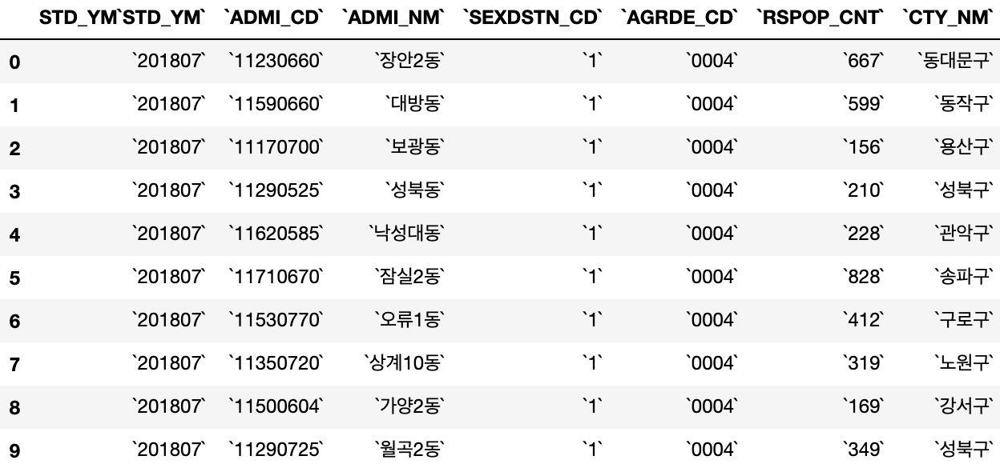 STD_YM`STD_YM` `ADMI_CD` `ADMI_NM` `SEXDSTN_CD` `AGRDE_CD` `RSPOP_CNT` `CTY_NM`
0 `201807` `11230660` `장안2동` `1` `0004` `667` `동대문구`
1 `201807` `11590660` `대방동` `1` `0004` `599` `동작구`
2 `201807` `11170700` `보광동` `1` `0004` `156` `용산구`
3 `201807` `11290525` `성북동` `1` `0004` `210` `성북구`
4 `201807` `11620585` `낙성대동` `1` `0004` `228` `관악구`
5 `201807` `11710670` `잠실2동` `1` `0004` `828` `송파구`
6 `201807` `11530770` `오류1동` `1` `0004` `412` `구로구`
7 `201807` `11350720` `상계10동` `1` `0004` `319` `노원구`
8 `201807` `11500604` `가양2동` `1` `0004` `169` `강서구`
9 `201807` `11290725` `월곡2동` `1` `0004` `349` `성북구`